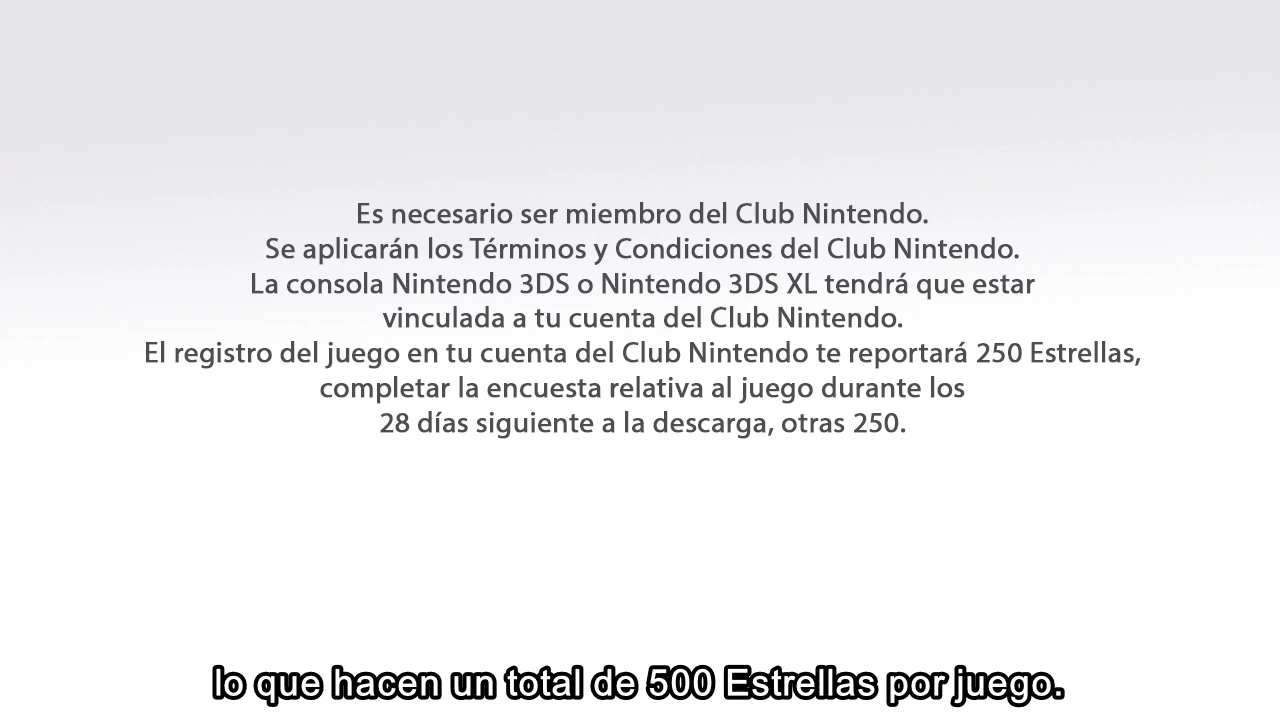 Es necesario ser miembro del Club Nintendo.
Se aplicarán los Términos y Condiciones del Club Nintendo.
La consola Nintendo 3DS o Nintendo 3DS XL tendrá que estar
vinculada a tu cuenta del Club Nintendo.
El registro del juego en tu cuenta del Club Nintendo te reportará 250 Estrellas,
completar la encuesta relativa al juego durante los
28 días siguiente a la descarga, otras 250.
lo que hacen un total de 500 Estrellas por juego.